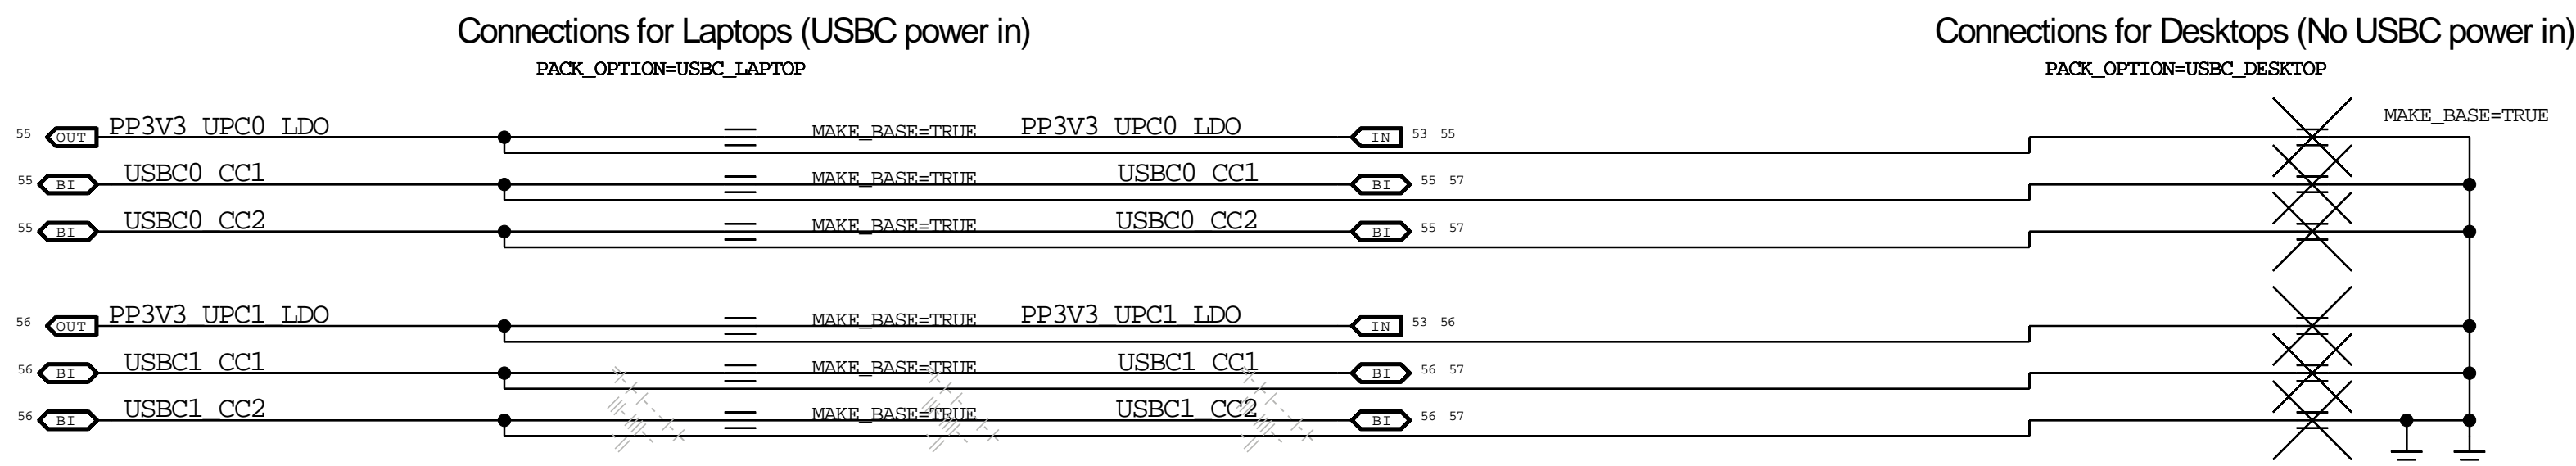 Connections for Laptops (USBC power in)
Connections for Desktops (No USBC power in)
PACK_OPTION=USBC_LAPTOP
PACK_OPTION=USBC_DESKTOP
MAKE_BASE=TRUE
55 OUT PP3V3_UPC0_LDO MAKE_BASE=TRUE PP3V3_UPC0_LDO IN 53 55
55 BI USBC0_CC1 MAKE_BASE=TRUE USBC0_CC1 BI 55 57
55 BI USBC0_CC2 MAKE_BASE=TRUE USBC0_CC2 BI 55 57
56 OUT PP3V3_UPC1_LDO MAKE_BASE=TRUE PP3V3_UPC1_LDO IN 53 56
56 BI USBC1_CC1 MAKE_BASE=TRUE USBC1_CC1 BI 56 57
56 BI USBC1_CC2 MAKE_BASE=TRUE USBC1_CC2 BI 56 57